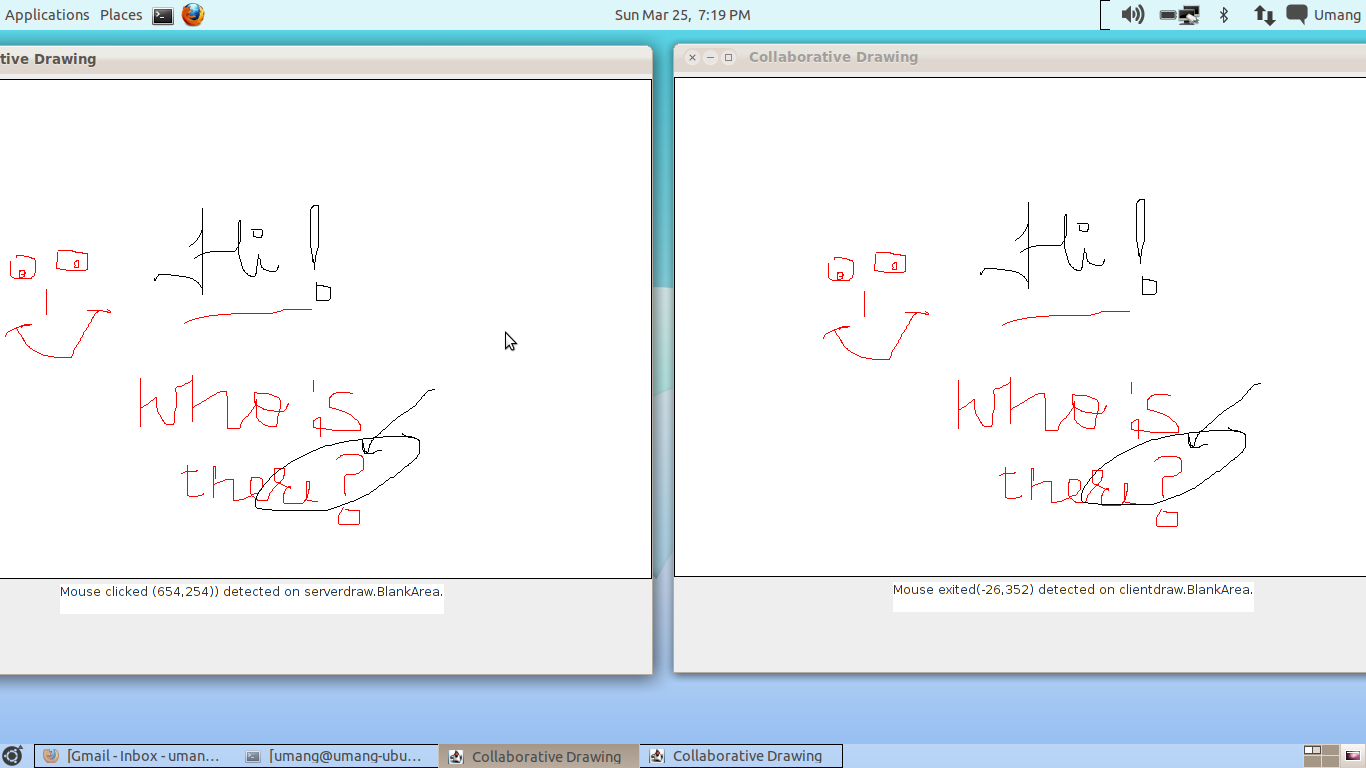 Applications Places Sun Mar 25, 7:19 PM Umang
tive Drawing
Collaborative Drawing
Hi!
Who's
there?
Mouse clicked (654,254)) detected on serverdraw.BlankArea.
Hi!
Who's
there?
Mouse exited(-26,352) detected on clientdraw.BlankArea.
[Gmail - Inbox - uman... [umang@umang-ubu... Collaborative Drawing Collaborative Drawing